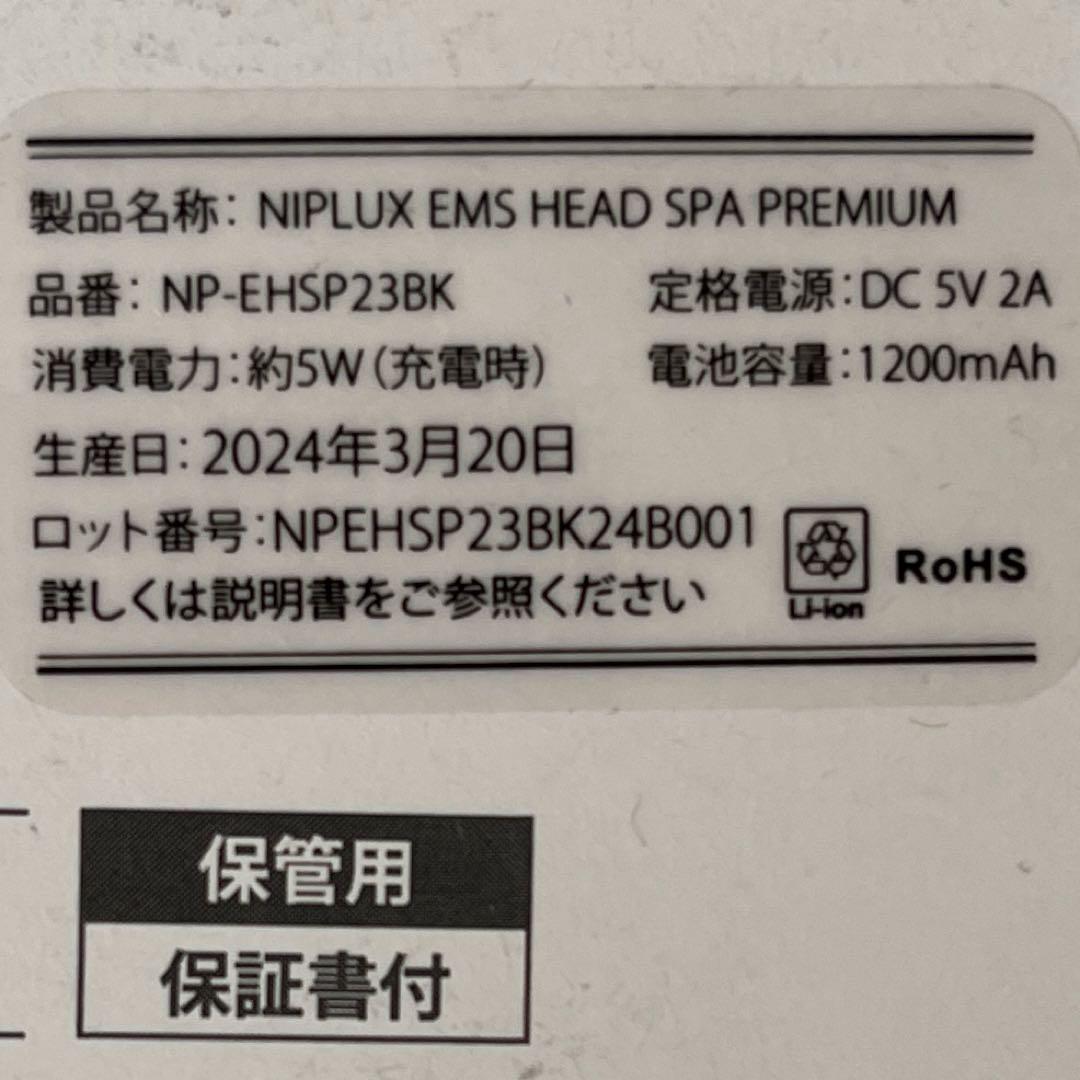 製品名称：NIPLUX EMS HEAD SPA PREMIUM
品番：NP-EHSP23BK 定格電源：DC 5V 2A
消費電力：約5W（充電時） 電池容量：1200mAh
生産日：2024年3月20日
ロット番号：NPEHSP23BK24B001
詳しくは説明書をご参照ください
Li-ion
RoHS
保管用
保証書付